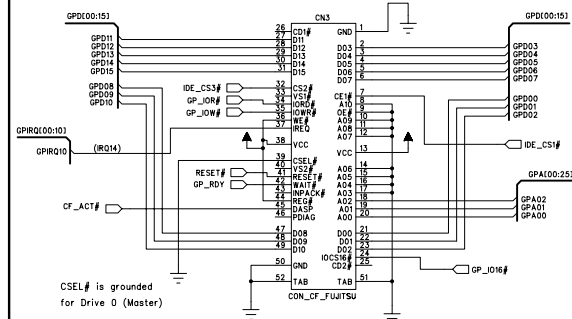 GPD[00:15]
GPD[00:15]
CN3
GPD11
GPD12
GPD13
GPD14
GPD15
26 CD1#
27 D11
28 D12
29 D13
30 D14
31 D15
GND 1
D03 2
D04 3
D05 4
D06 5
D07 6
GPD03
GPD04
GPD05
GPD06
GPD07
GPD08
GPD09
GPD10
IDE_CS3#
GP_IOR#
GP_IOW#
32 CS2#
33 VS1#
34 IORD#
35 IOWR#
36 WE#
37 IREQ
38 VCC
CE1# 7
A10 8
OE# 9
A09 10
A08 11
A07 12
VCC 13
GPD00
GPD01
GPD02
GPIRQ[00:10]
GPIRQ10
(IRQ14)
IDE_CS1#
RESET#
GP_RDY
CF_ACT#
39 CSEL#
40 VS2#
41 RESET#
42 WAIT#
43 INPACK#
44 REG#
45 DASP
46 PDIAG
A06 14
A05 15
A04 16
A03 17
A02 18
A01 19
A00 20
GPA[00:25]
GPA02
GPA01
GPA00
47 D08
48 D09
49 D10
50 GND
52 TAB
D00 21
D01 22
D02 23
IOCS16# 24
CD2# 25
TAB 51
GP_IO16#
CON_CF_FUJITSU
CSEL# is grounded
for Drive 0 (Master)